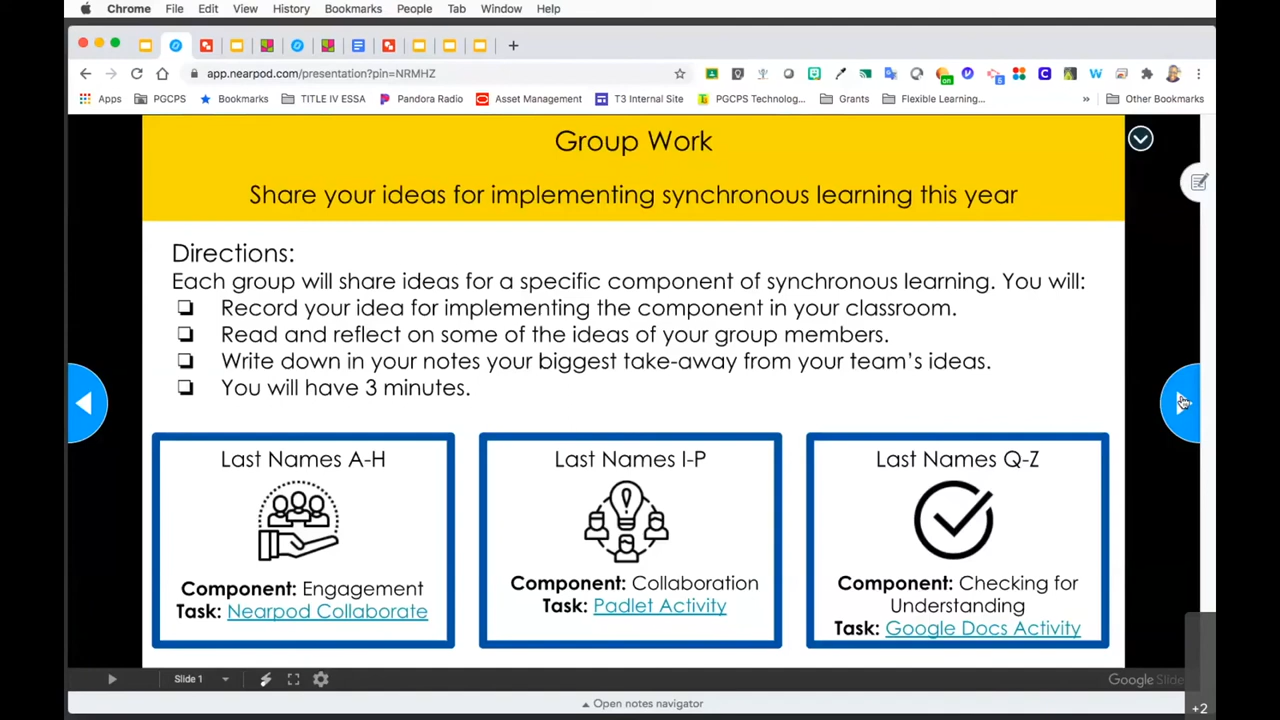 Chrome File Edit View History Bookmarks People Tab Window Help
app.nearpod.com/presentation?pin=NRMHZ
on 5
Apps PGCPS Bookmarks TITLE IV ESSA Pandora Radio Asset Management T3 Internal Site PGCPS Technolog... Grants Flexible Learning... » Other Bookmarks
Group Work
Share your ideas for implementing synchronous learning this year
Directions:
Each group will share ideas for a specific component of synchronous learning. You will:
Record your idea for implementing the component in your classroom.
Read and reflect on some of the ideas of your group members.
Write down in your notes your biggest take-away from your team's ideas.
You will have 3 minutes.
Last Names A-H
Component: Engagement
Task: Nearpod Collaborate
Last Names I-P
Component: Collaboration
Task: Padlet Activity
Last Names Q-Z
Component: Checking for
Understanding
Task: Google Docs Activity
Slide 1
Google Slide
Open notes navigator
+2